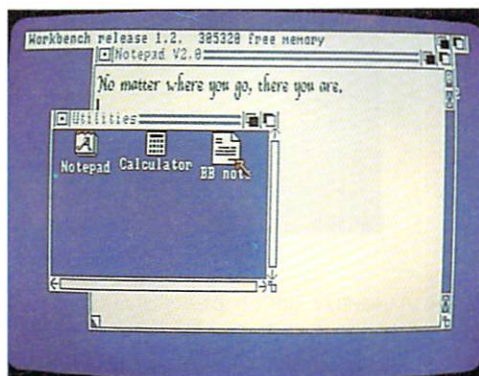 Workbench release 1.2. 305320 free memory
Notepad V2.0
No matter where you go, there you are.
Utilities
Notepad Calculator BB note